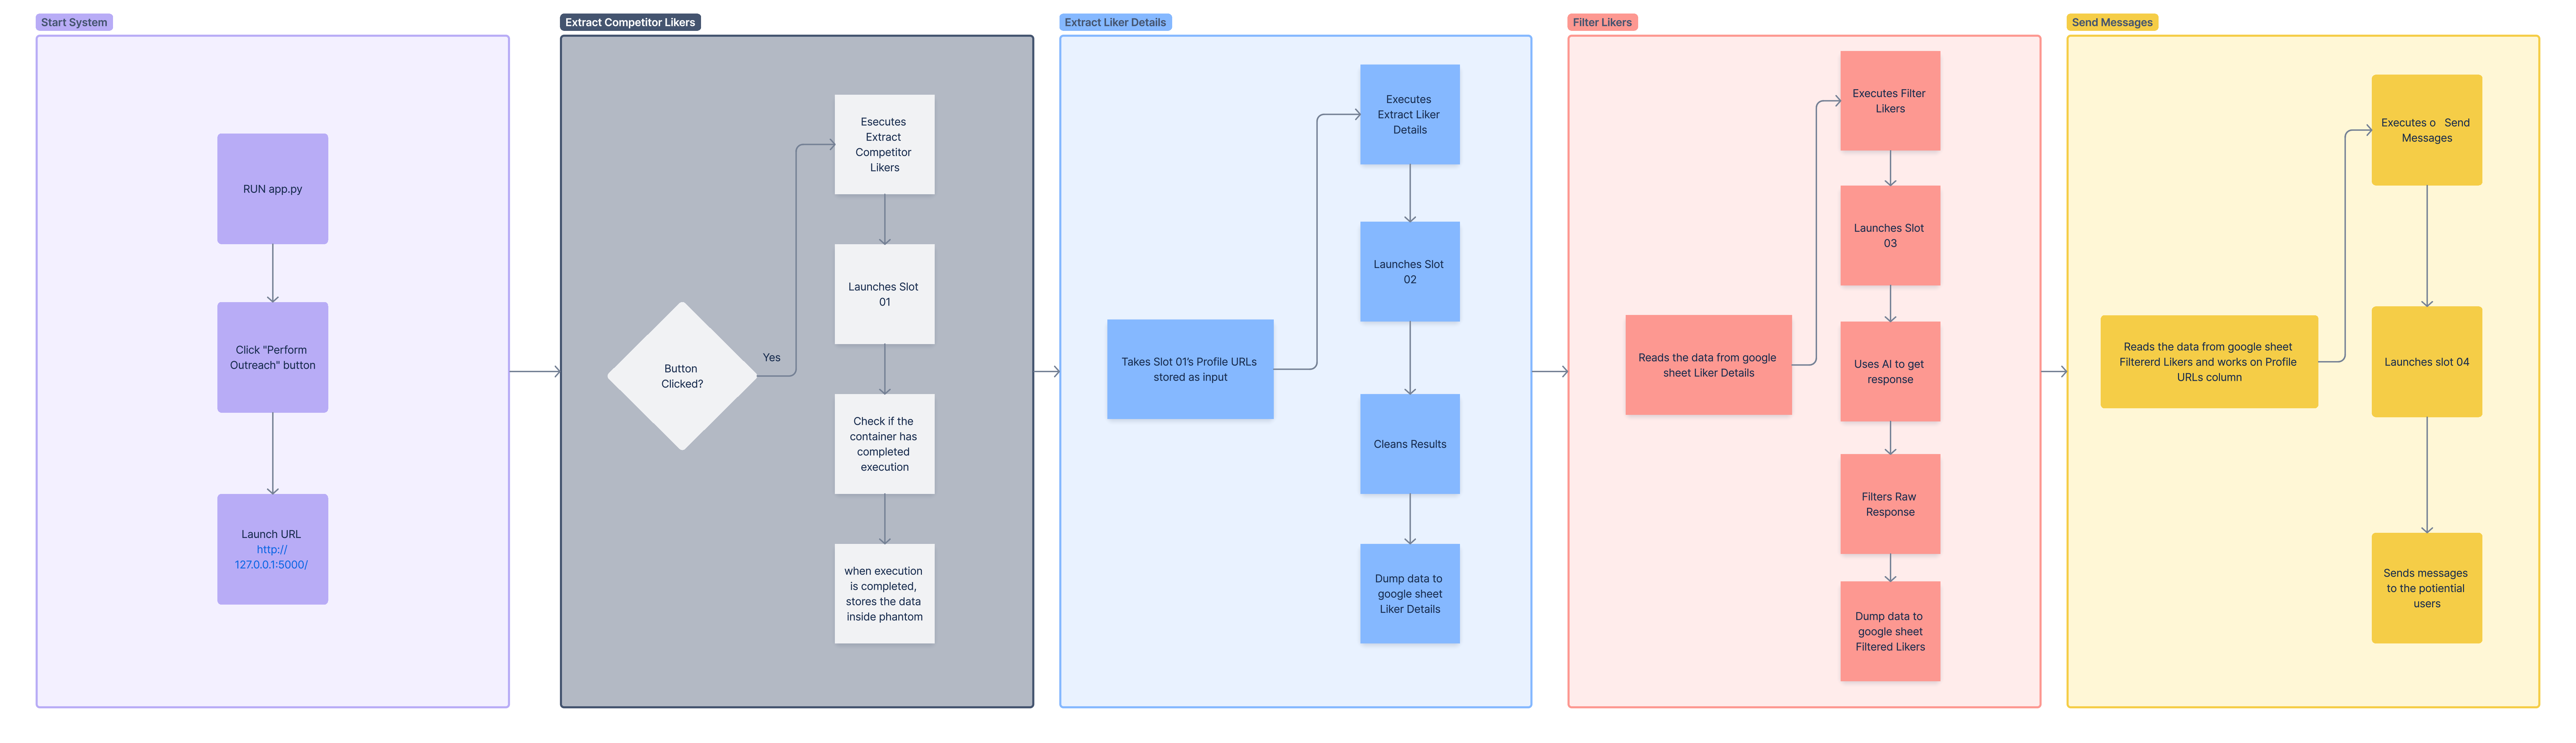 Start System
RUN app.py
Click "Perform
Outreach" button
Launch URL
http://
127.0.0.1:5000/
Extract Competitor Likers
Button
Clicked?
Yes
Esecutes
Extract
Competitor
Likers
Launches Slot
01
Check if the
container has
completed
execution
when execution
is completed,
stores the data
inside phantom
Extract Liker Details
Takes Slot 01's Profile URLs
stored as input
Executes
Extract Liker
Details
Launches Slot
02
Cleans Results
Dump data to
google sheet
Liker Details
Filter Likers
Reads the data from google
sheet Liker Details
Executes Filter
Likers
Launches Slot
03
Uses AI to get
response
Filters Raw
Response
Dump data to
google sheet
Filtered Likers
Send Messages
Reads the data from google sheet
Filtererd Likers and works on Profile
URLs column
Executes o   Send
Messages
Launches slot 04
Sends messages
to the potiential
users